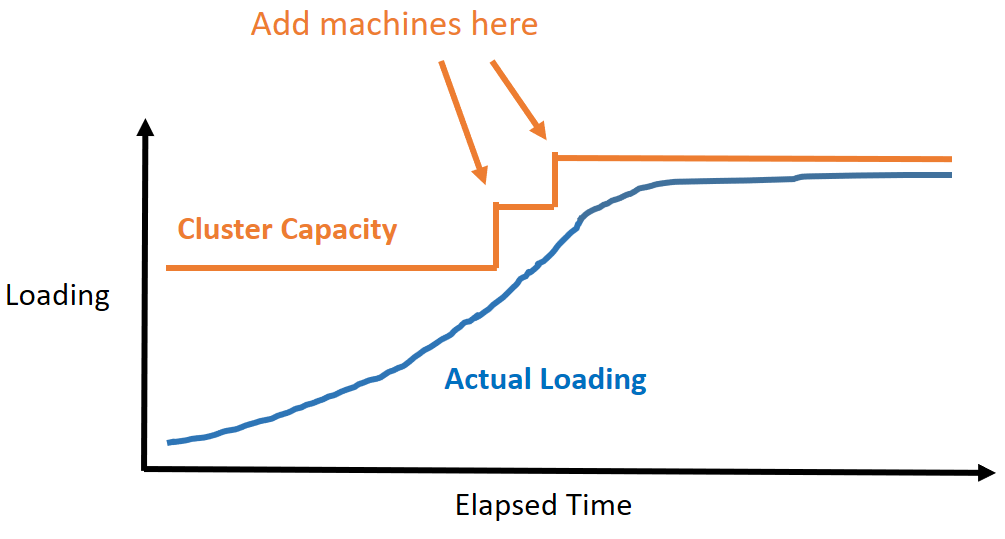 Add machines here
Cluster Capacity
Loading
Actual Loading
Elapsed Time